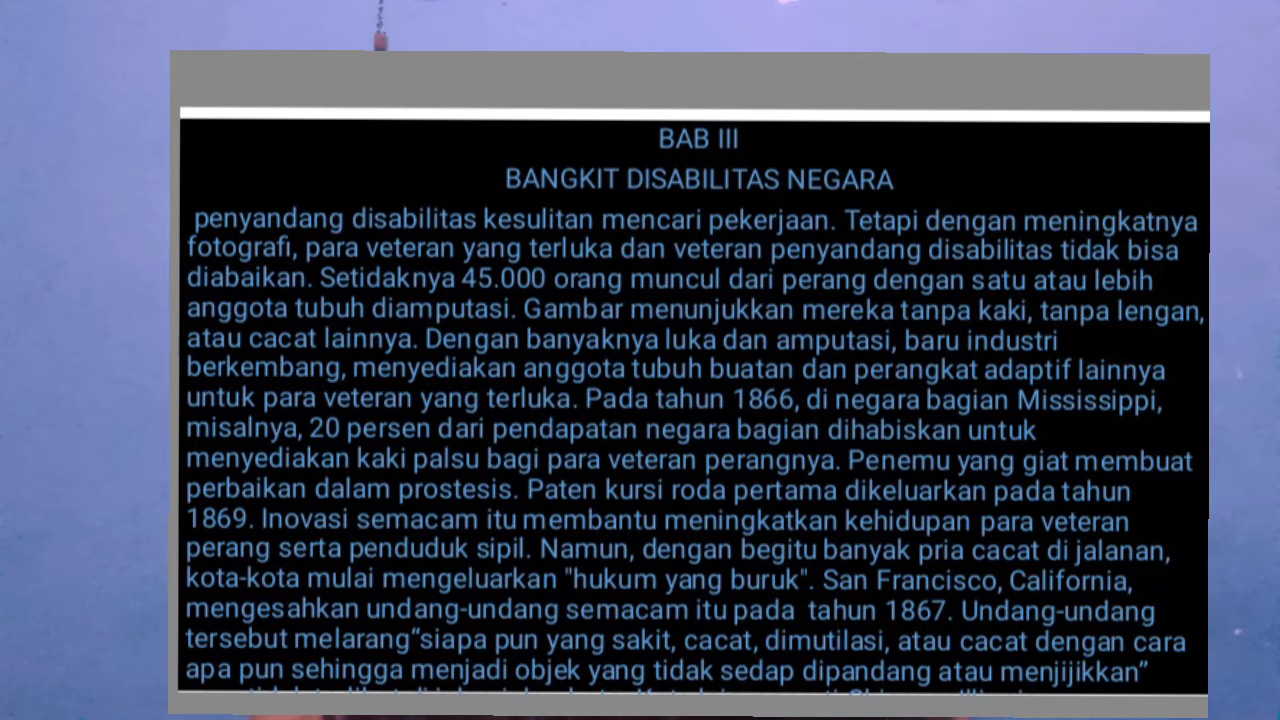 BAB III
BANGKIT DISABILITAS NEGARA
penyandang disabilitas kesulitan mencari pekerjaan. Tetapi dengan meningkatnya
fotografi, para veteran yang terluka dan veteran penyandang disabilitas tidak bisa
diabaikan. Setidaknya 45.000 orang muncul dari perang dengan satu atau lebih
anggota tubuh diamputasi. Gambar menunjukkan mereka tanpa kaki, tanpa lengan,
atau cacat lainnya. Dengan banyaknya luka dan amputasi, baru industri
berkembang, menyediakan anggota tubuh buatan dan perangkat adaptif lainnya
untuk para veteran yang terluka. Pada tahun 1866, di negara bagian Mississippi,
misalnya, 20 persen dari pendapatan negara bagian dihabiskan untuk
menyediakan kaki palsu bagi para veteran perangnya. Penemu yang giat membuat
perbaikan dalam prostesis. Paten kursi roda pertama dikeluarkan pada tahun
1869. Inovasi semacam itu membantu meningkatkan kehidupan para veteran
perang serta penduduk sipil. Namun, dengan begitu banyak pria cacat di jalanan,
kota-kota mulai mengeluarkan "hukum yang buruk". San Francisco, California,
mengesahkan undang-undang semacam itu pada tahun 1867. Undang-undang
tersebut melarang“siapa pun yang sakit, cacat, dimutilasi, atau cacat dengan cara
apa pun sehingga menjadi objek yang tidak sedap dipandang atau menjijikkan”